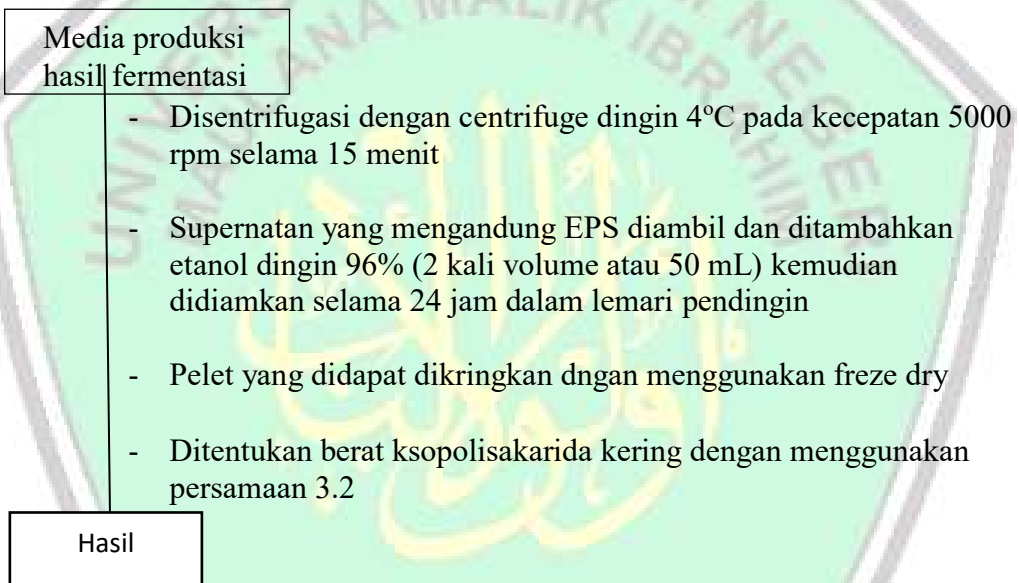 Media produksi
hasil fermentasi
- Disentrifugasi dengan centrifuge dingin 4°C pada kecepatan 5000
rpm selama 15 menit
- Supernatan yang mengandung EPS diambil dan ditambahkan
etanol dingin 96% (2 kali volume atau 50 mL) kemudian
didiamkan selama 24 jam dalam lemari pendingin
- Pelet yang didapat dikringkan dngan menggunakan freze dry
- Ditentukan berat ksopolisakarida kering dengan menggunakan
persamaan 3.2
Hasil